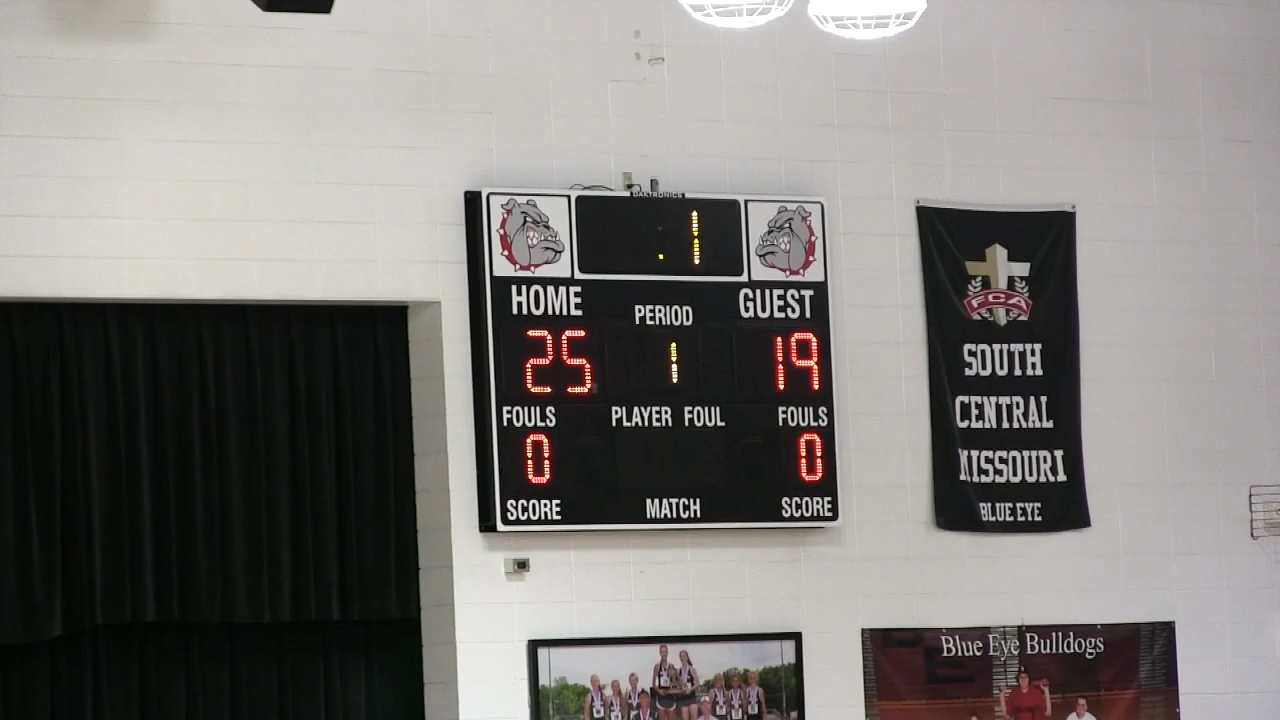 DAKTRONICS
.1
HOME PERIOD GUEST
25 1 19
FOULS PLAYER FOUL FOULS
0 0
SCORE MATCH SCORE
FCA
SOUTH
CENTRAL
MISSOURI
BLUE EYE
Blue Eye Bulldogs